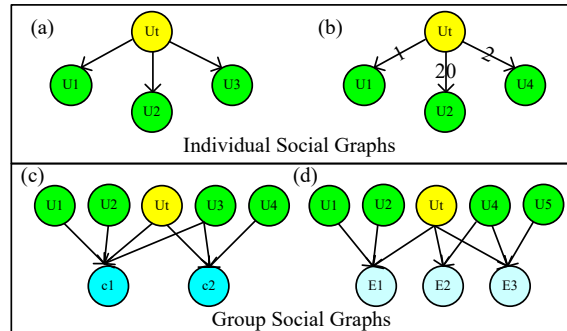 (a)
Ut
U1
U2
U3
(b)
Ut
1
20
2
U1
U2
U4
Individual Social Graphs
(c)
U1
U2
Ut
U3
U4
c1
c2
(d)
U1
U2
Ut
U4
U5
E1
E2
E3
Group Social Graphs